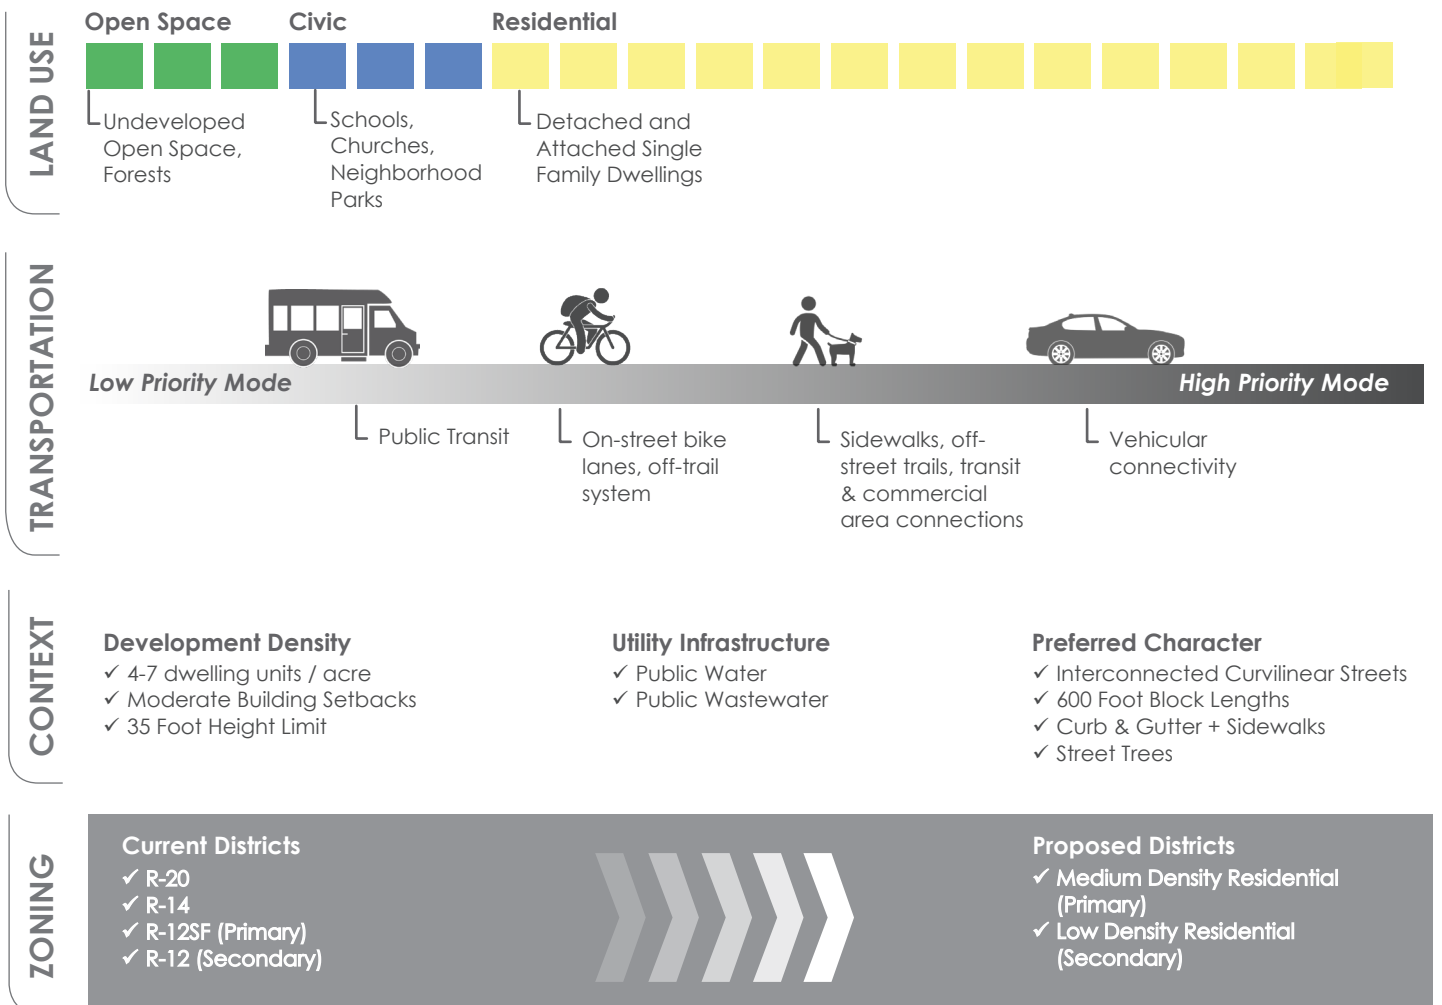 LAND USE
Open Space
Civic
Residential
Undeveloped
Open Space,
Forests
Schools,
Churches,
Neighborhood
Parks
Detached and
Attached Single
Family Dwellings
TRANSPORTATION
Low Priority Mode
High Priority Mode
Public Transit
On-street bike
lanes, off-trail
system
Sidewalks, off-
street trails, transit
& commercial
area connections
Vehicular
connectivity
CONTEXT
Development Density
✓ 4-7 dwelling units / acre
✓ Moderate Building Setbacks
✓ 35 Foot Height Limit
Utility Infrastructure
✓ Public Water
✓ Public Wastewater
Preferred Character
✓ Interconnected Curvilinear Streets
✓ 600 Foot Block Lengths
✓ Curb & Gutter + Sidewalks
✓ Street Trees
ZONING
Current Districts
✓ R-20
✓ R-14
✓ R-12SF (Primary)
✓ R-12 (Secondary)
Proposed Districts
✓ Medium Density Residential
(Primary)
✓ Low Density Residential
(Secondary)